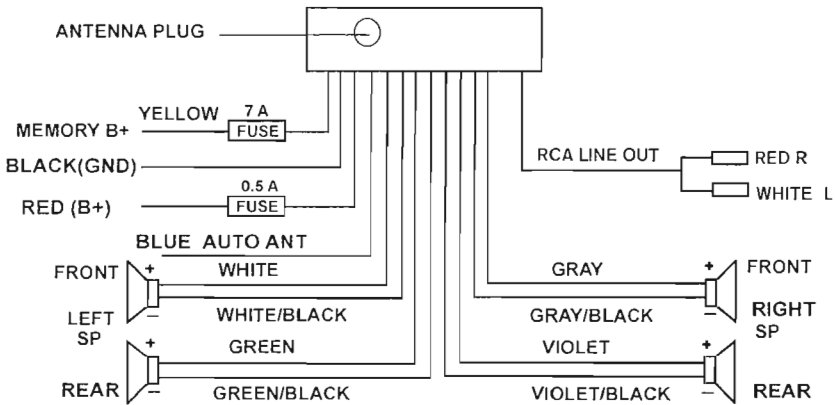 ANTENNA PLUG
YELLOW 7 A
MEMORY B+ FUSE
RCA LINE OUT RED R
BLACK(GND)
0.5 A
RED (B+) FUSE
WHITE L
BLUE AUTO ANT
FRONT + WHITE GRAY + FRONT
LEFT SP – WHITE/BLACK GRAY/BLACK – RIGHT SP
+ GREEN VIOLET +
REAR – GREEN/BLACK VIOLET/BLACK – REAR